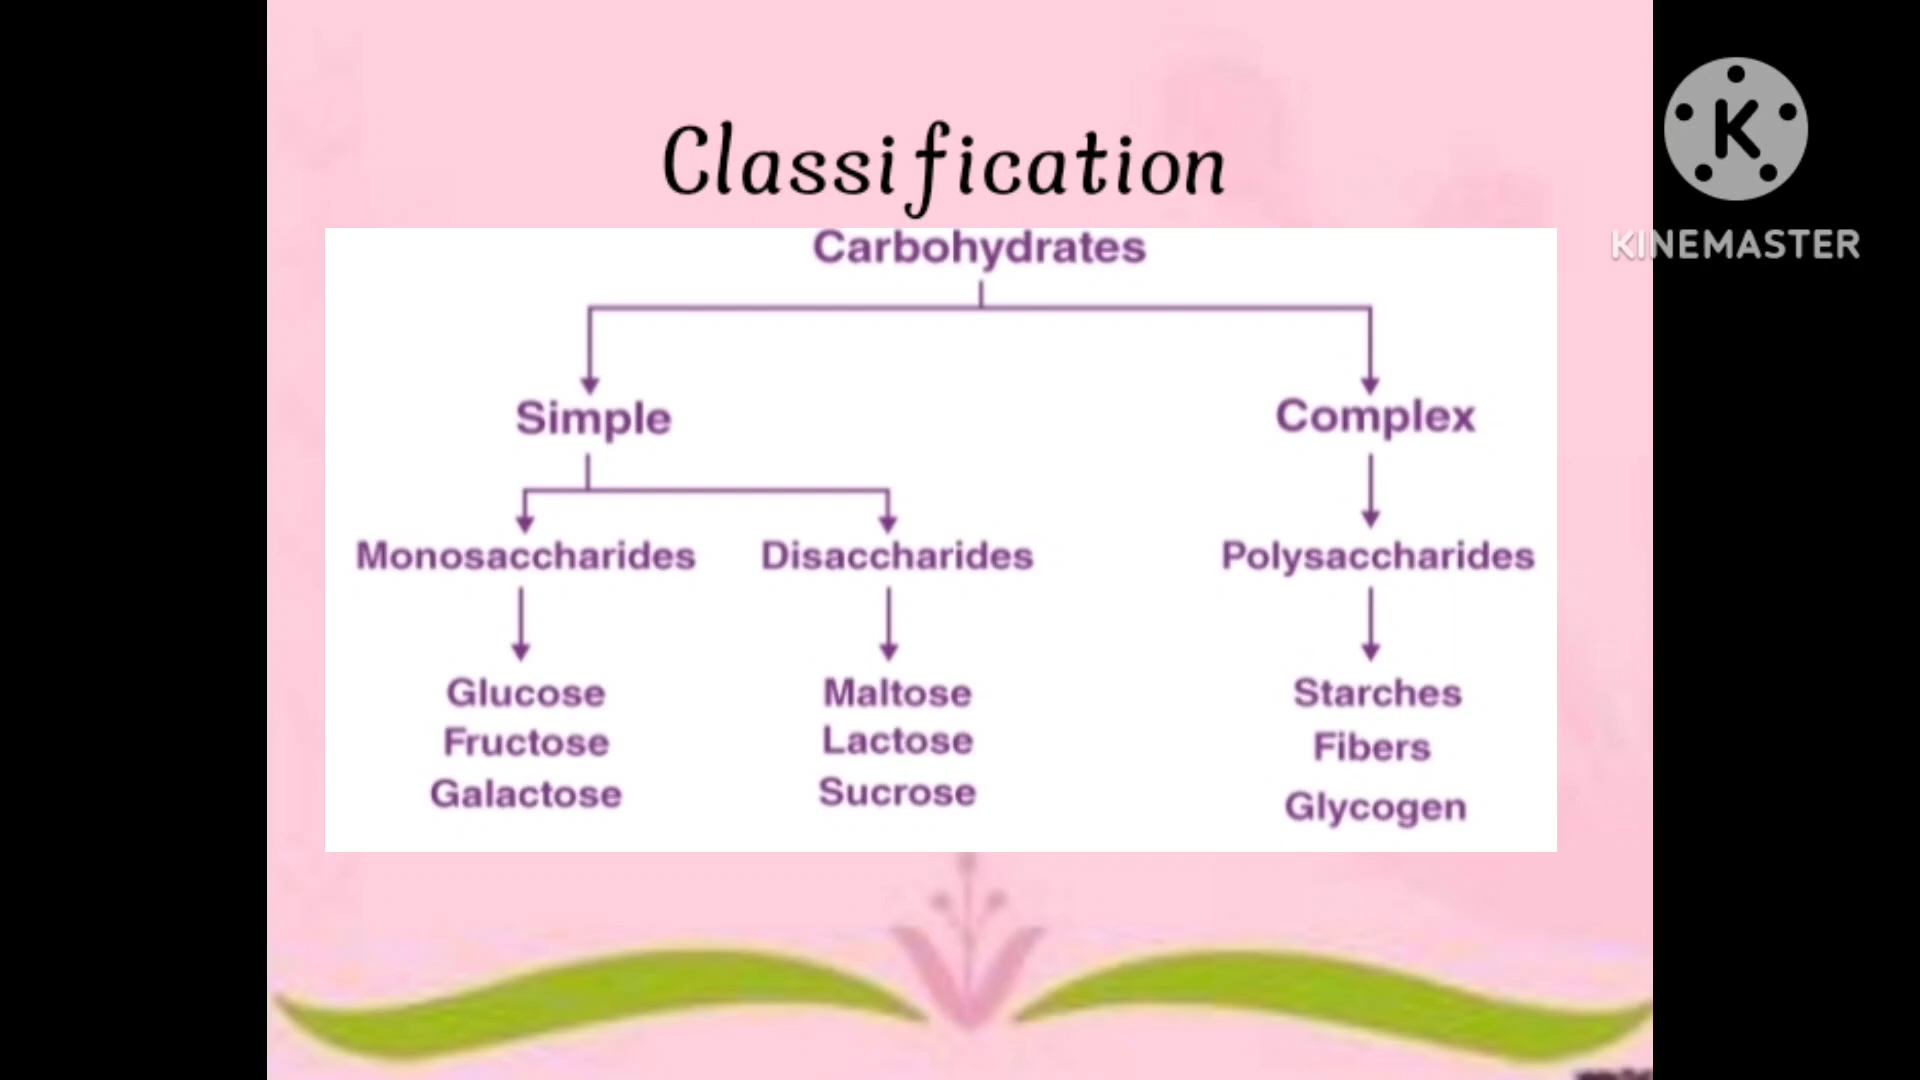 Classification
Carbohydrates
Simple Complex
Monosaccharides Disaccharides Polysaccharides
Glucose Maltose Starches
Fructose Lactose Fibers
Galactose Sucrose Glycogen
K
KINEMASTER